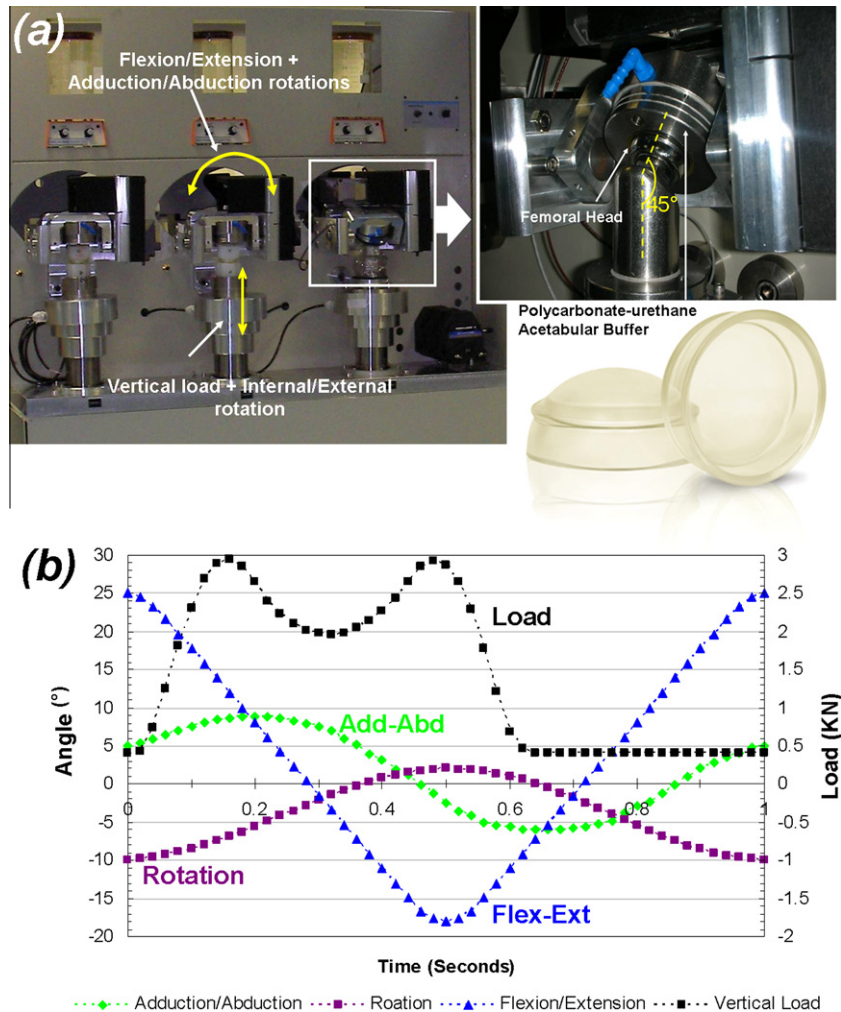 (a)
Flexion/Extension +
Adduction/Abduction rotations
Vertical load + Internal/External
rotation
Femoral Head
45°
Polycarbonate-urethane
Acetabular Buffer
(b)
30
25
20
15
10
5
0
-5
-10
-15
-20
Angle (°)
0
0.2
0.4
0.6
0.8
1
3
2.5
2
1.5
1
0.5
0
-0.5
-1
-1.5
2
Load (KN)
Load
Add-Abd
Rotation
Flex-Ext
Time (Seconds)
Adduction/Abduction
Roation
Flexion/Extension
Vertical Load